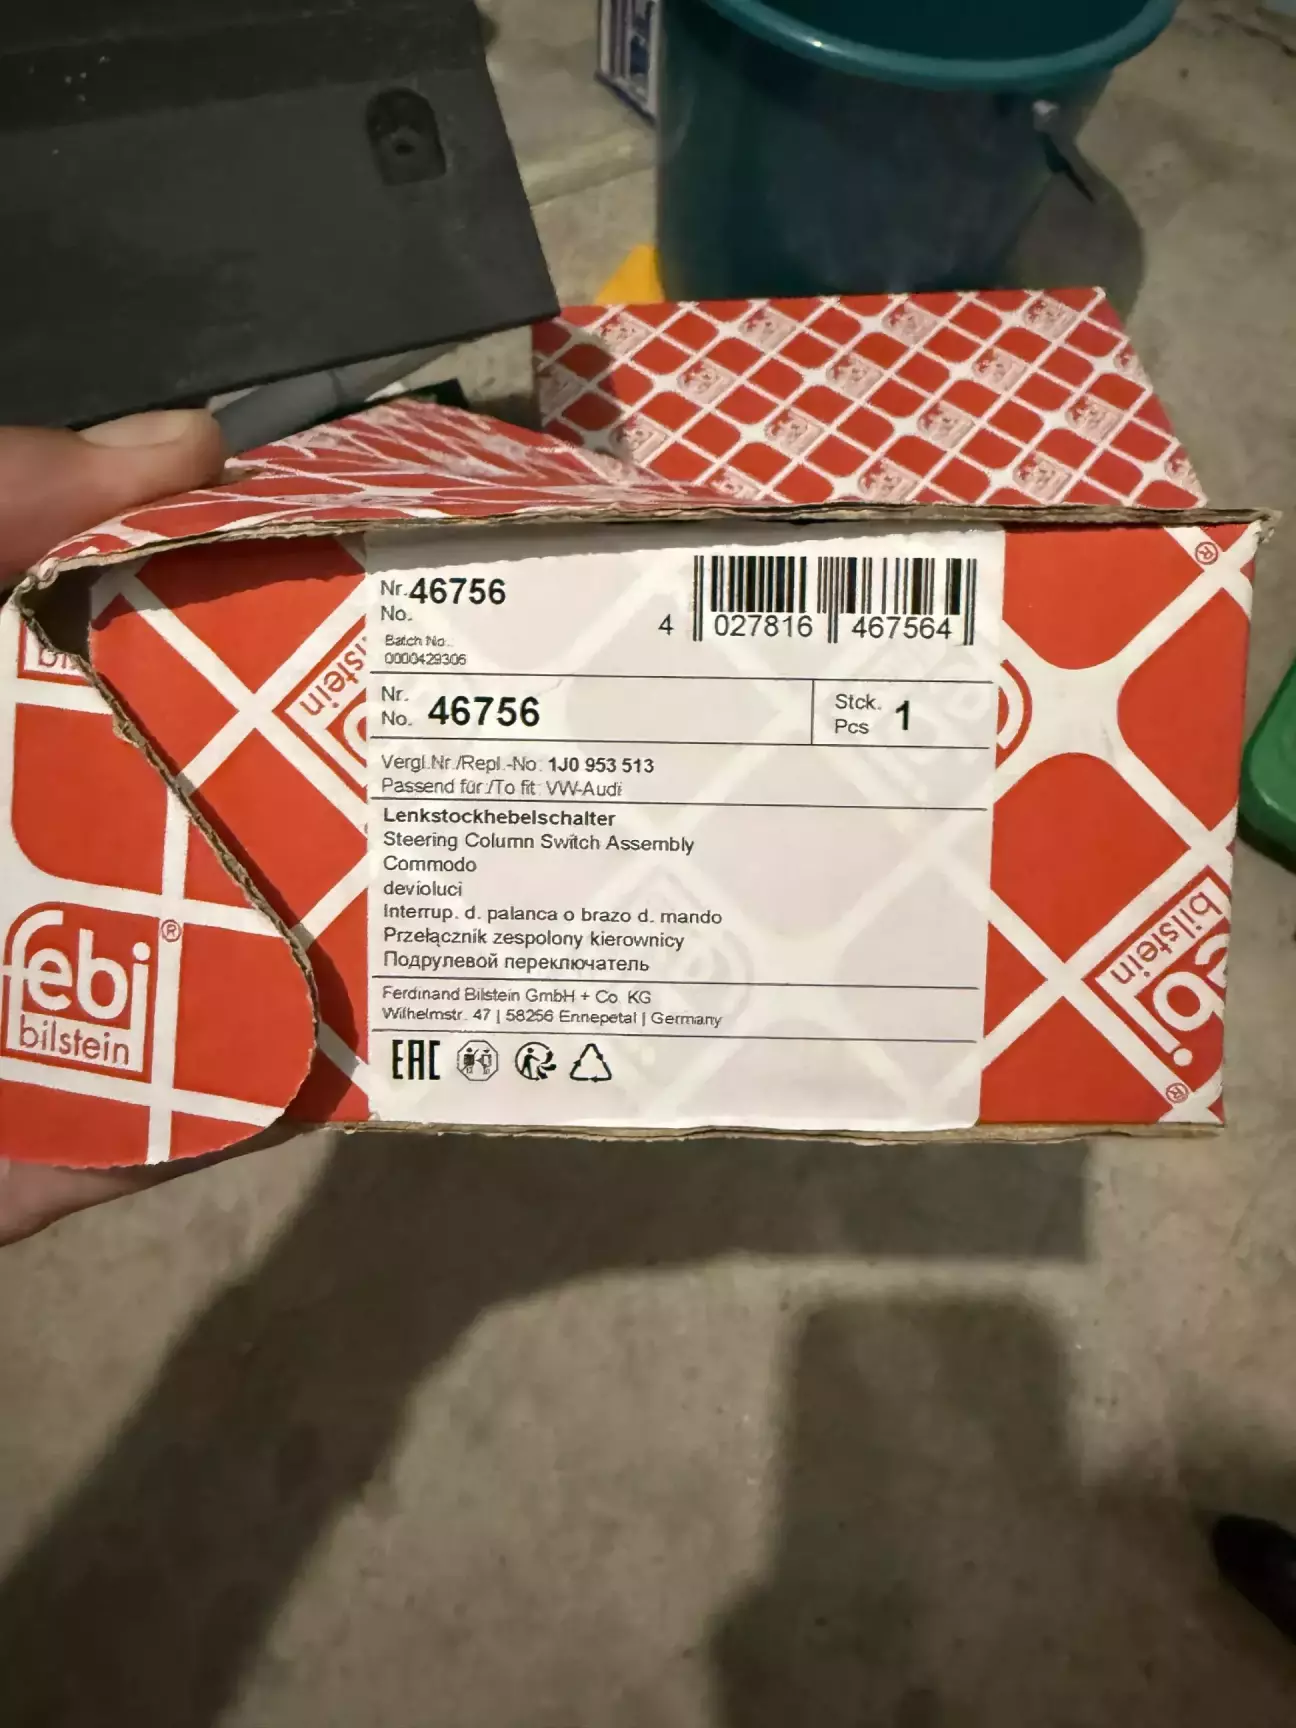 Nr. 46756
No.
Batch No.:
0000429306
4 027816 467564
Nr.
No. 46756
Stck.
Pcs 1
Vergl.Nr./Repl.-No: 1J0 953 513
Passend für:/To fit: VW-Audi
Lenkstockhebelschalter
Steering Column Switch Assembly
Commodo
devioluci
Interrup. d. palanca o brazo d. mando
Przełącznik zespolony kierownicy
Подрулевой переключатель
Ferdinand Bilstein GmbH + Co. KG
Wilhelmstr. 47 | 58256 Ennepetal | Germany
EAC
febi®
bilstein
bilstein
bilstein